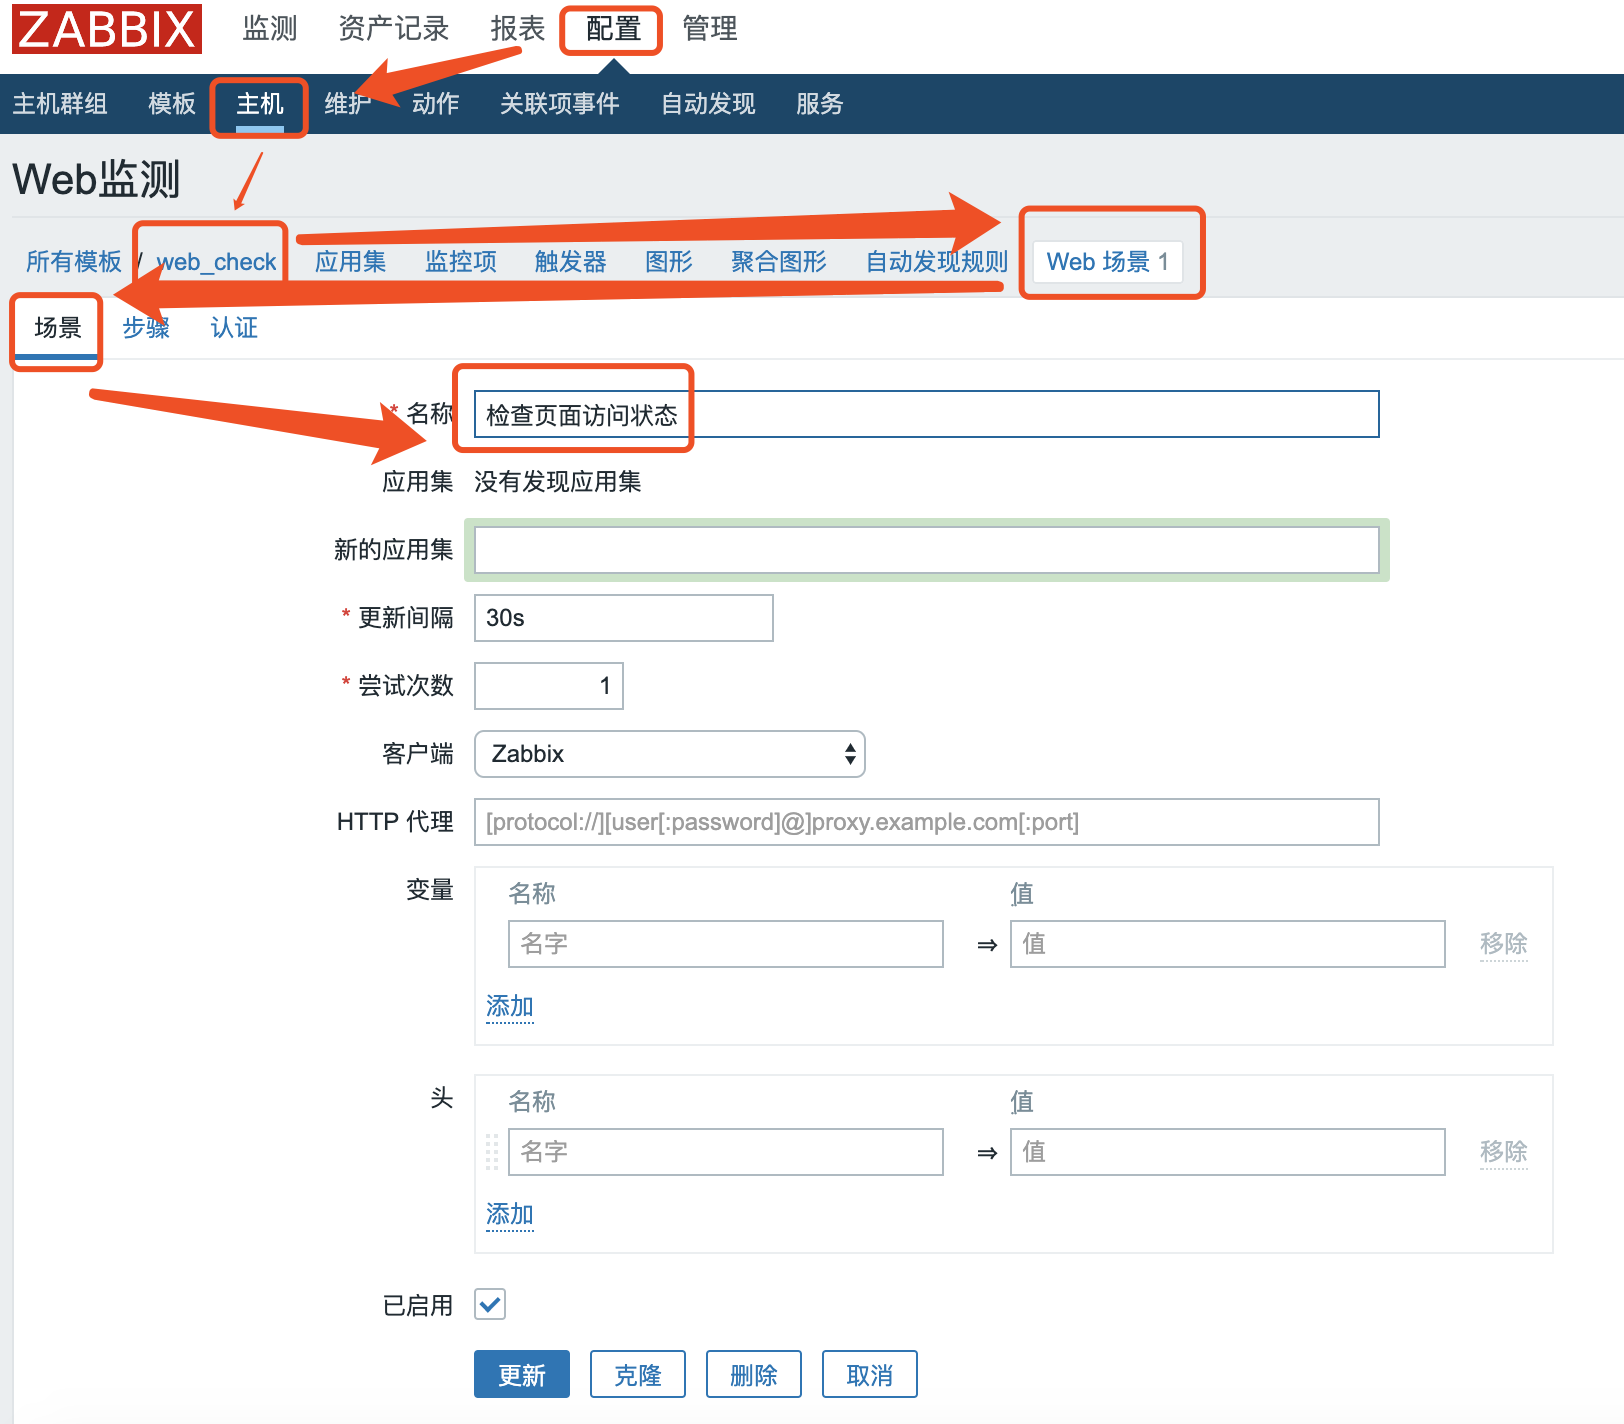 ZABBIX 监测 资产记录 报表 配置 管理
主机群组 模板 主机 维护 动作 关联项事件 自动发现 服务
Web监测
所有模板 / web_check 应用集 监控项 触发器 图形 聚合图形 自动发现规则 Web 场景 1
场景 步骤 认证
* 名称 检查页面访问状态
应用集 没有发现应用集
新的应用集
* 更新间隔 30s
* 尝试次数 1
客户端 Zabbix
HTTP 代理 [protocol://][user[:password]@]proxy.example.com[:port]
变量 名称 值
名字 ⇒ 值 移除
添加
头 名称 值
名字 ⇒ 值 移除
添加
已启用
更新 克隆 删除 取消